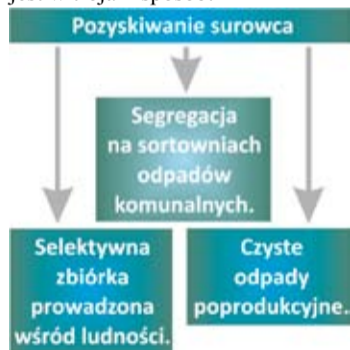 Pozyskiwanie surowca
Segregacja
na sortowniach
odpadów
komunalnych.
Selektywna
zbiórka
prowadzona
wśród ludności.
Czyste
odpady
poprodukcyjne.